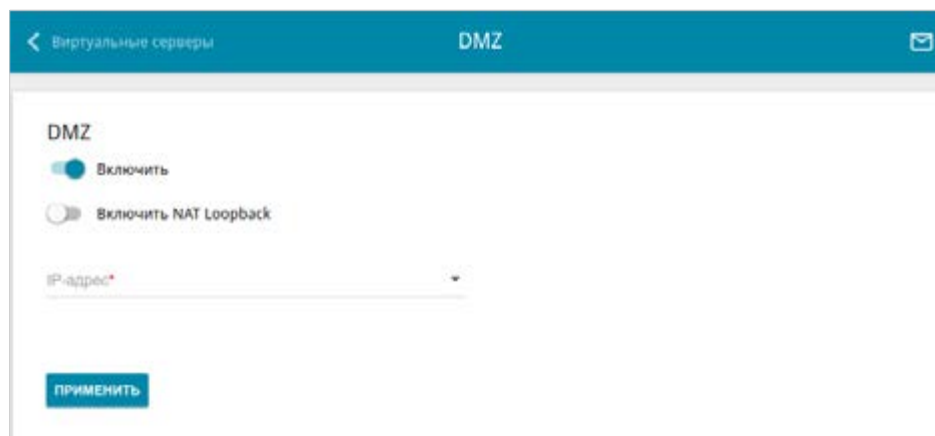 Виртуальные серверы
DMZ
DMZ
Включить
Включить NAT Loopback
IP-адрес*
ПРИМЕНИТЬ